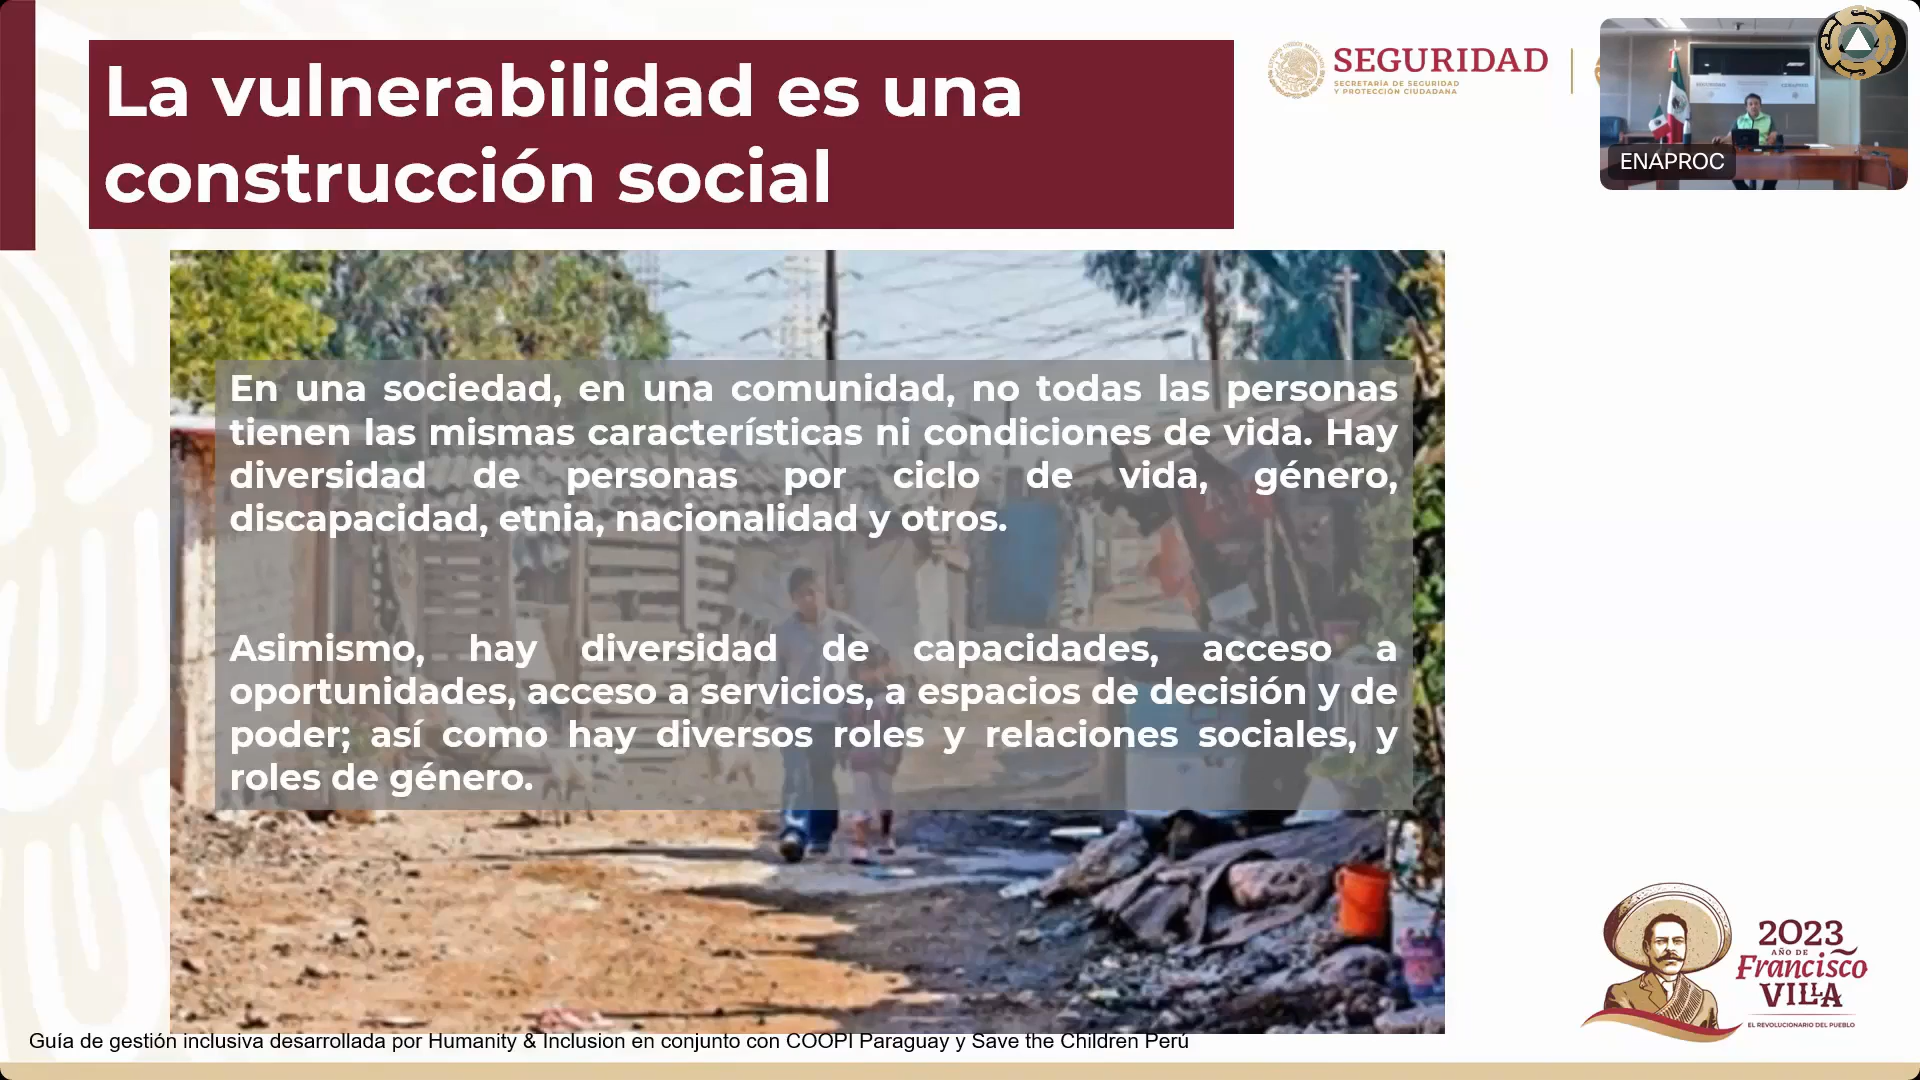 La vulnerabilidad es una
construcción social
SEGURIDAD
SECRETARÍA DE SEGURIDAD
Y PROTECCIÓN CIUDADANA
ENAPROC
En una sociedad, en una comunidad, no todas las personas
tienen las mismas características ni condiciones de vida. Hay
diversidad de personas por ciclo de vida, género,
discapacidad, etnia, nacionalidad y otros.
Asimismo, hay diversidad de capacidades, acceso a
oportunidades, acceso a servicios, a espacios de decisión y de
poder; así como hay diversos roles y relaciones sociales, y
roles de género.
2023
AÑO DE
Francisco
VILLA
EL REVOLUCIONARIO DEL PUEBLO
Guía de gestión inclusiva desarrollada por Humanity & Inclusion en conjunto con COOPI Paraguay y Save the Children Perú